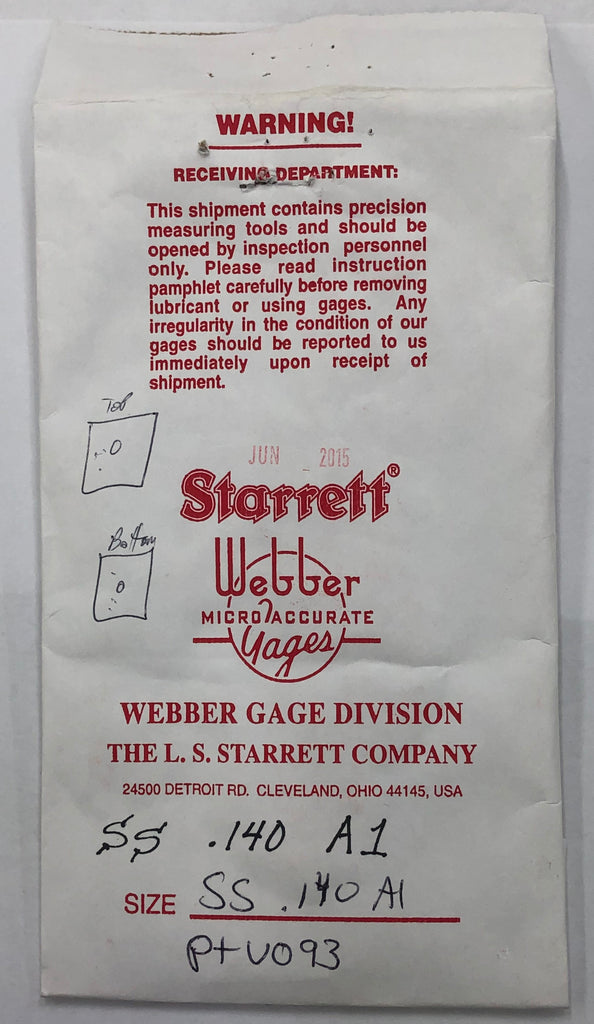 WARNING!
RECEIVING DEPARTMENT:
This shipment contains precision
measuring tools and should be
opened by inspection personnel
only. Please read instruction
pamphlet carefully before removing
lubricant or using gages. Any
irregularity in the condition of our
gages should be reported to us
immediately upon receipt of
shipment.
Top
JUN 2015
Starrett®
Bottom
Webber
MICRO ACCURATE
Gages
WEBBER GAGE DIVISION
THE L. S. STARRETT COMPANY
24500 DETROIT RD. CLEVELAND, OHIO 44145, USA
SS .140 A1
SIZE SS .140 A1
P+V093